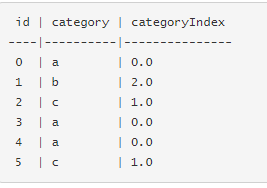 id | category | categoryIndex
----|----------|---------------
0 | a | 0.0
1 | b | 2.0
2 | c | 1.0
3 | a | 0.0
4 | a | 0.0
5 | c | 1.0